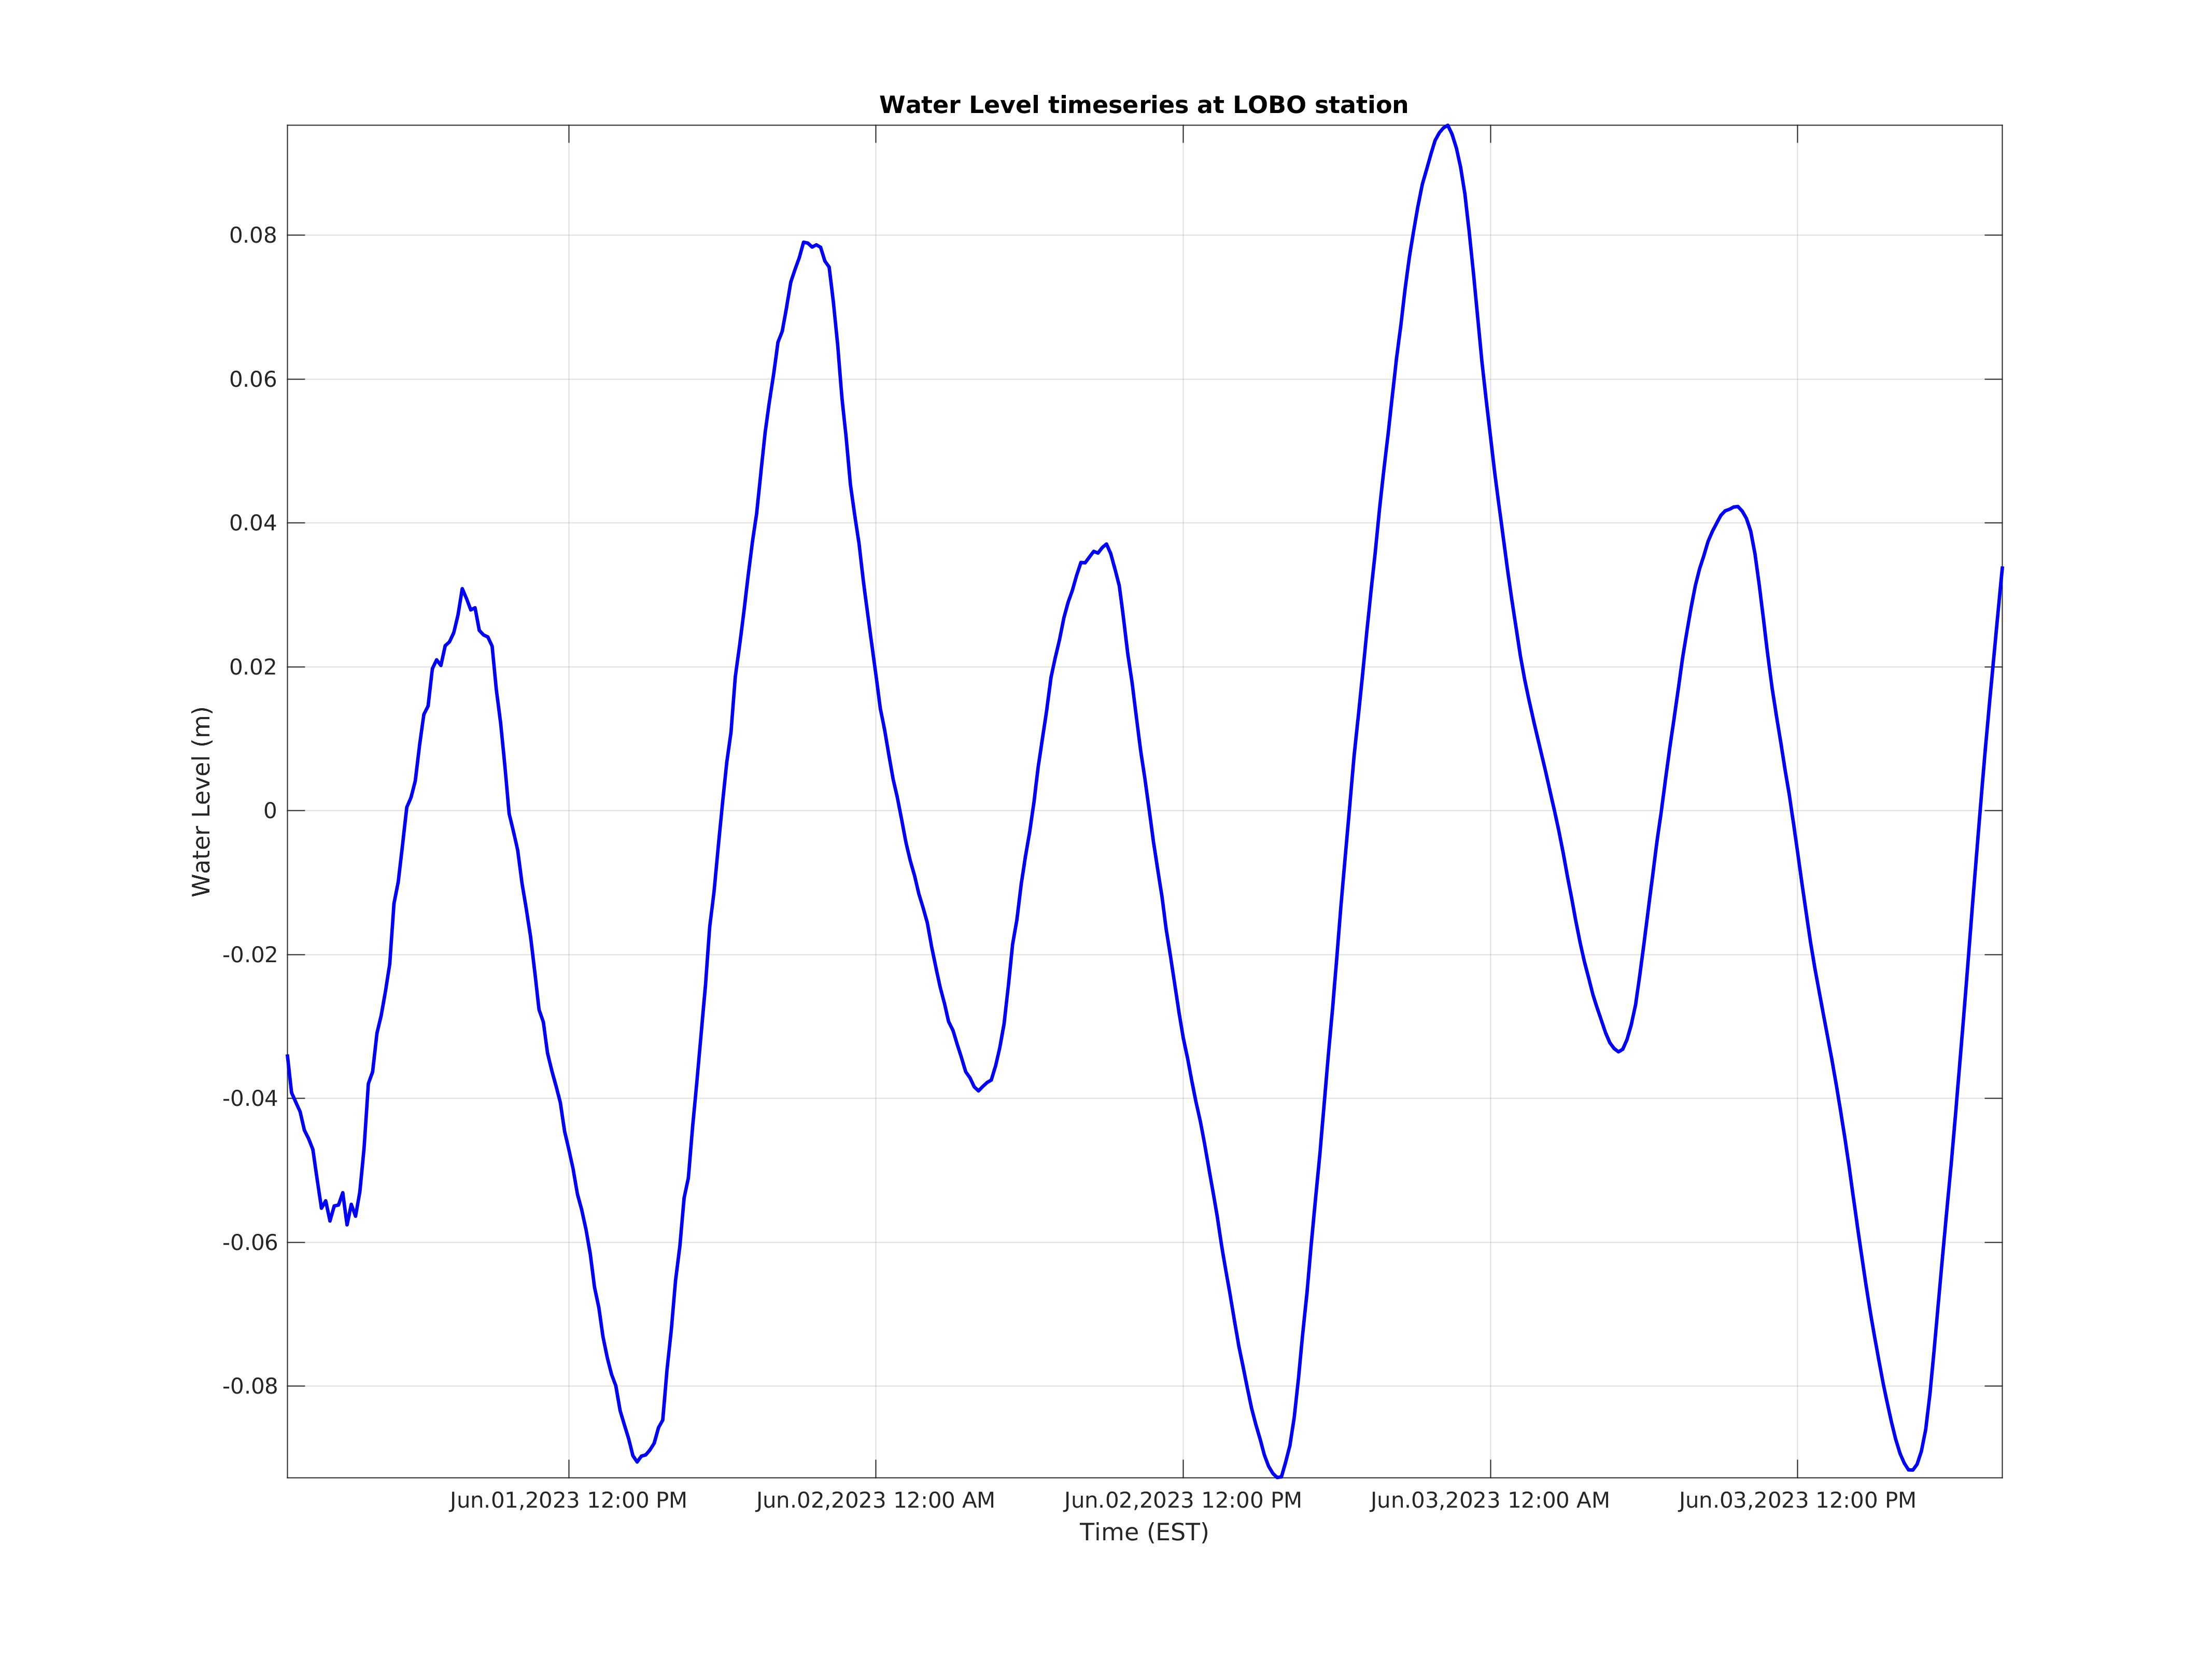 Water Level timeseries at LOBO station
0.08
0.06
0.04
0.02
0
-0.02
-0.04
-0.06
-0.08
Water Level (m)
Jun.01,2023 12:00 PM
Jun.02,2023 12:00 AM
Jun.02,2023 12:00 PM
Jun.03,2023 12:00 AM
Jun.03,2023 12:00 PM
Time (EST)